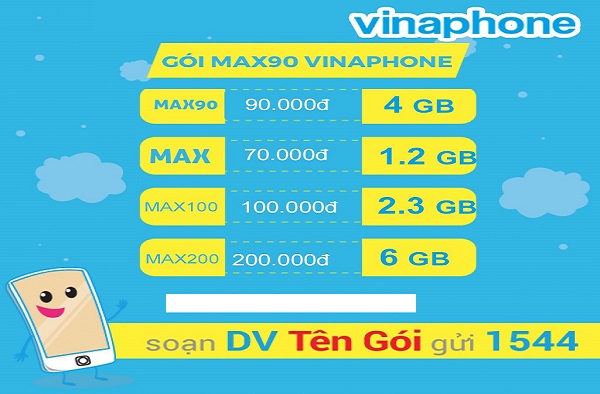 vinaphone
GÓI MAX90 VINAPHONE
MAX90 90.000đ 4 GB
MAX 70.000đ 1.2 GB
MAX100 100.000đ 2.3 GB
MAX200 200.000đ 6 GB
soạn DV Tên Gói gửi 1544